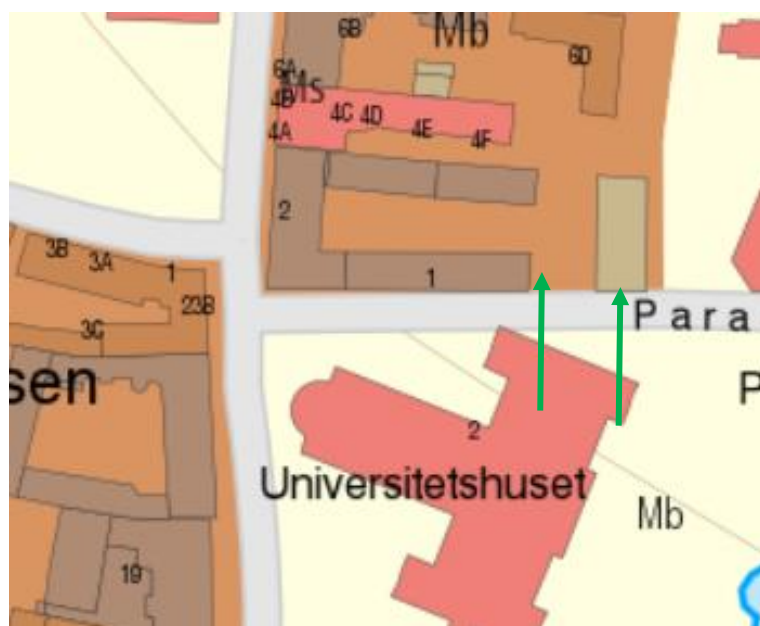 6B
Mb
6D
6A
Ms
4B
4C
4D
4A
4E
4F
2
3B
3A
1
1
23B
Para
3C
sen
P
2
Universitetshuset
Mb
19